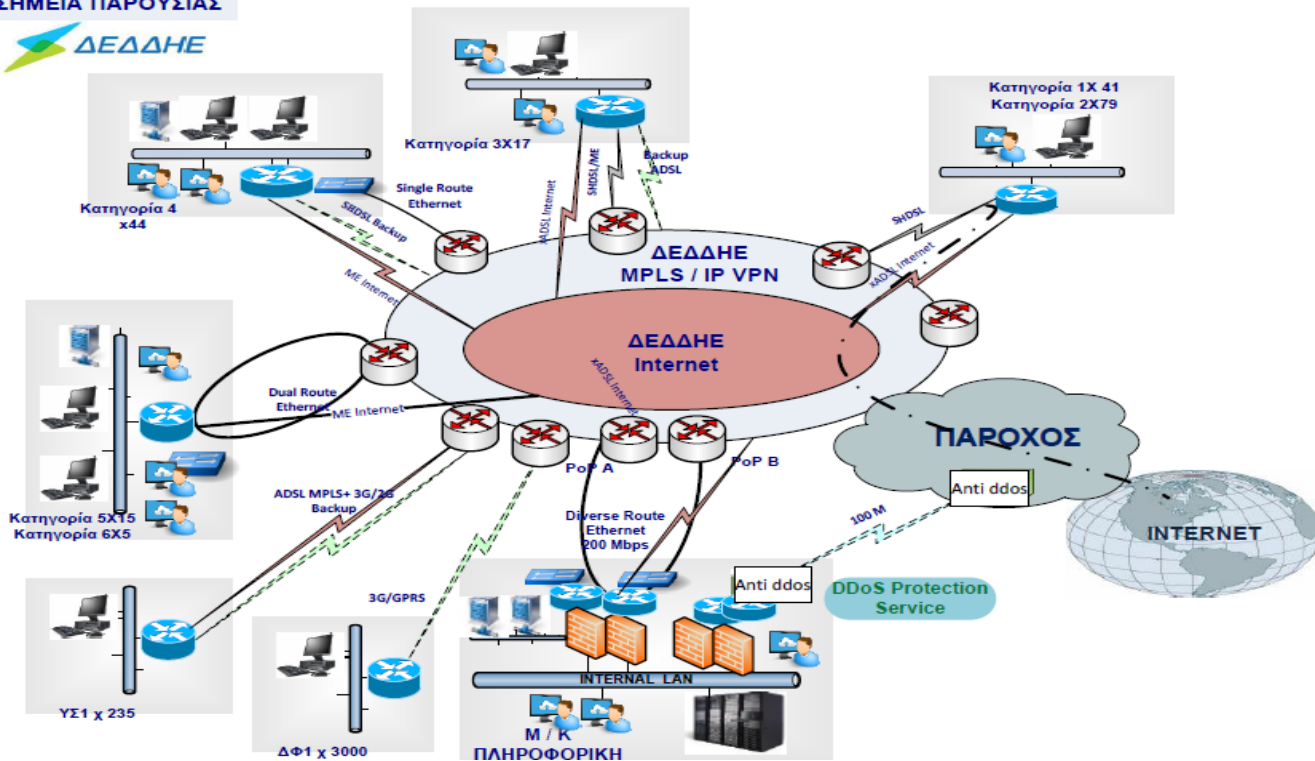 ΣΗΜΕΙΑ ΠΑΡΟΥΣΙΑΣ
ΔΕΔΔΗΕ
Κατηγορία 3Χ17
Κατηγορία 1Χ 41
Κατηγορία 2Χ79
Κατηγορία 4
x44
Single Route
Ethernet
SHDSL Backup
ME Internet
xADSL Internet
SHDSL/ME
Backup
ADSL
SHDSL
xADSL Internet
ΔΕΔΔΗΕ
MPLS / IP VPN
ΔΕΔΔΗΕ
Internet
xADSL Internet
Dual Route
Ethernet
ME Internet
Κατηγορία 5Χ15
Κατηγορία 6Χ5
PoP A
PoP B
ADSL MPLS+ 3G/2G
Backup
Diverse Route
Ethernet
200 Mbps
ΠΑΡΟΧΟΣ
Anti ddos
100 M
INTERNET
3G/GPRS
Anti ddos
DDoS Protection
Service
INTERNAL LAN
ΥΣ1 χ 235
ΔΦ1 χ 3000
Μ / Κ
ΠΛΗΡΟΦΟΡΙΚΗ